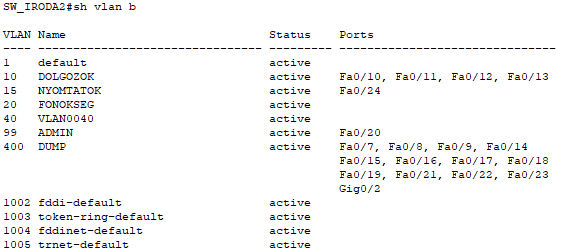 SW_IRODA2#sh vlan b
VLAN Name                             Status    Ports
---- -------------------------------- --------- -------------------------------
1    default                          active
10   DOLGOZOK                         active    Fa0/10, Fa0/11, Fa0/12, Fa0/13
15   NYOMTATOK                        active    Fa0/24
20   FONOKSEG                         active
40   VLAN0040                         active
99   ADMIN                            active    Fa0/20
400  DUMP                             active    Fa0/7, Fa0/8, Fa0/9, Fa0/14
                                                Fa0/15, Fa0/16, Fa0/17, Fa0/18
                                                Fa0/19, Fa0/21, Fa0/22, Fa0/23
                                                Gig0/2
1002 fddi-default                     active
1003 token-ring-default               active
1004 fddinet-default                  active
1005 trnet-default                    active